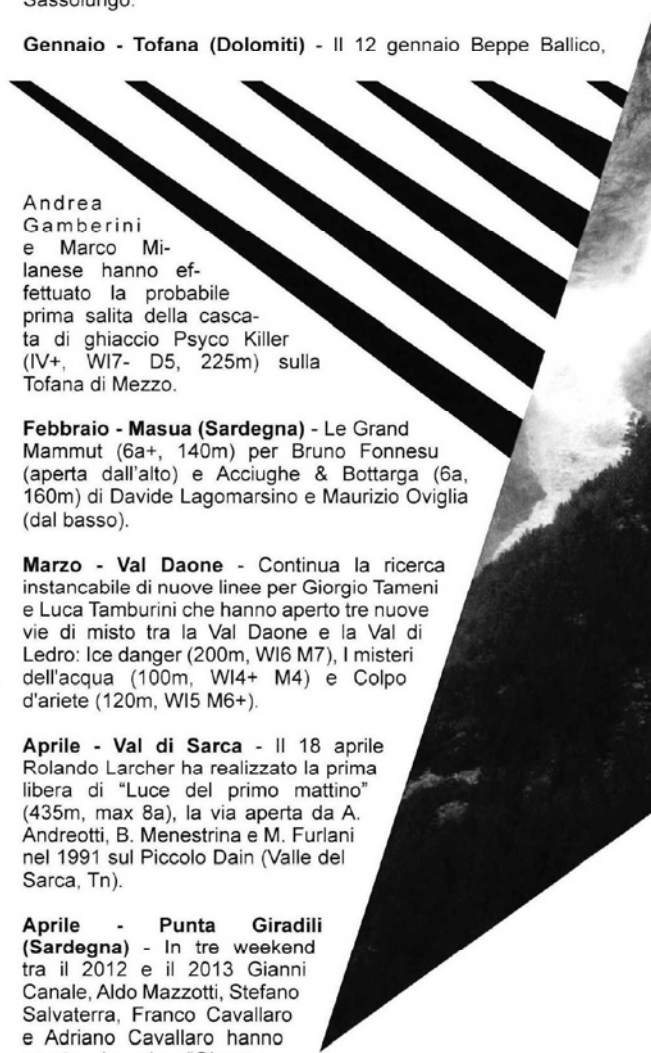 Sassolungo.
Gennaio - Tofana (Dolomiti) - Il 12 gennaio Beppe Ballico,
Andrea
Gamberini
e Marco Mi-
lanese hanno ef-
fettuato la probabile
prima salita della casca-
ta di ghiaccio Psyco Killer
(IV+, WI7- D5, 225m) sulla
Tofana di Mezzo.
Febbraio - Masua (Sardegna) - Le Grand
Mammut (6a+, 140m) per Bruno Fonnesu
(aperta dall'alto) e Acciughe & Bottarga (6a,
160m) di Davide Lagomarsino e Maurizio Oviglia
(dal basso).
Marzo - Val Daone - Continua la ricerca
instancabile di nuove linee per Giorgio Tameni
e Luca Tamburini che hanno aperto tre nuove
vie di misto tra la Val Daone e la Val di
Ledro: Ice danger (200m, WI6 M7), I misteri
dell'acqua (100m, WI4+ M4) e Colpo
d'ariete (120m, WI5 M6+).
Aprile - Val di Sarca - Il 18 aprile
Rolando Larcher ha realizzato la prima
libera di "Luce del primo mattino"
(435m, max 8a), la via aperta da A.
Andreotti, B. Menestrina e M. Furlani
nel 1991 sul Piccolo Dain (Valle del
Sarca, Tn).
Aprile - Punta Giradili
(Sardegna) - In tre weekend
tra il 2012 e il 2013 Gianni
Canale, Aldo Mazzotti, Stefano
Salvaterra, Franco Cavallaro
e Adriano Cavallaro hanno